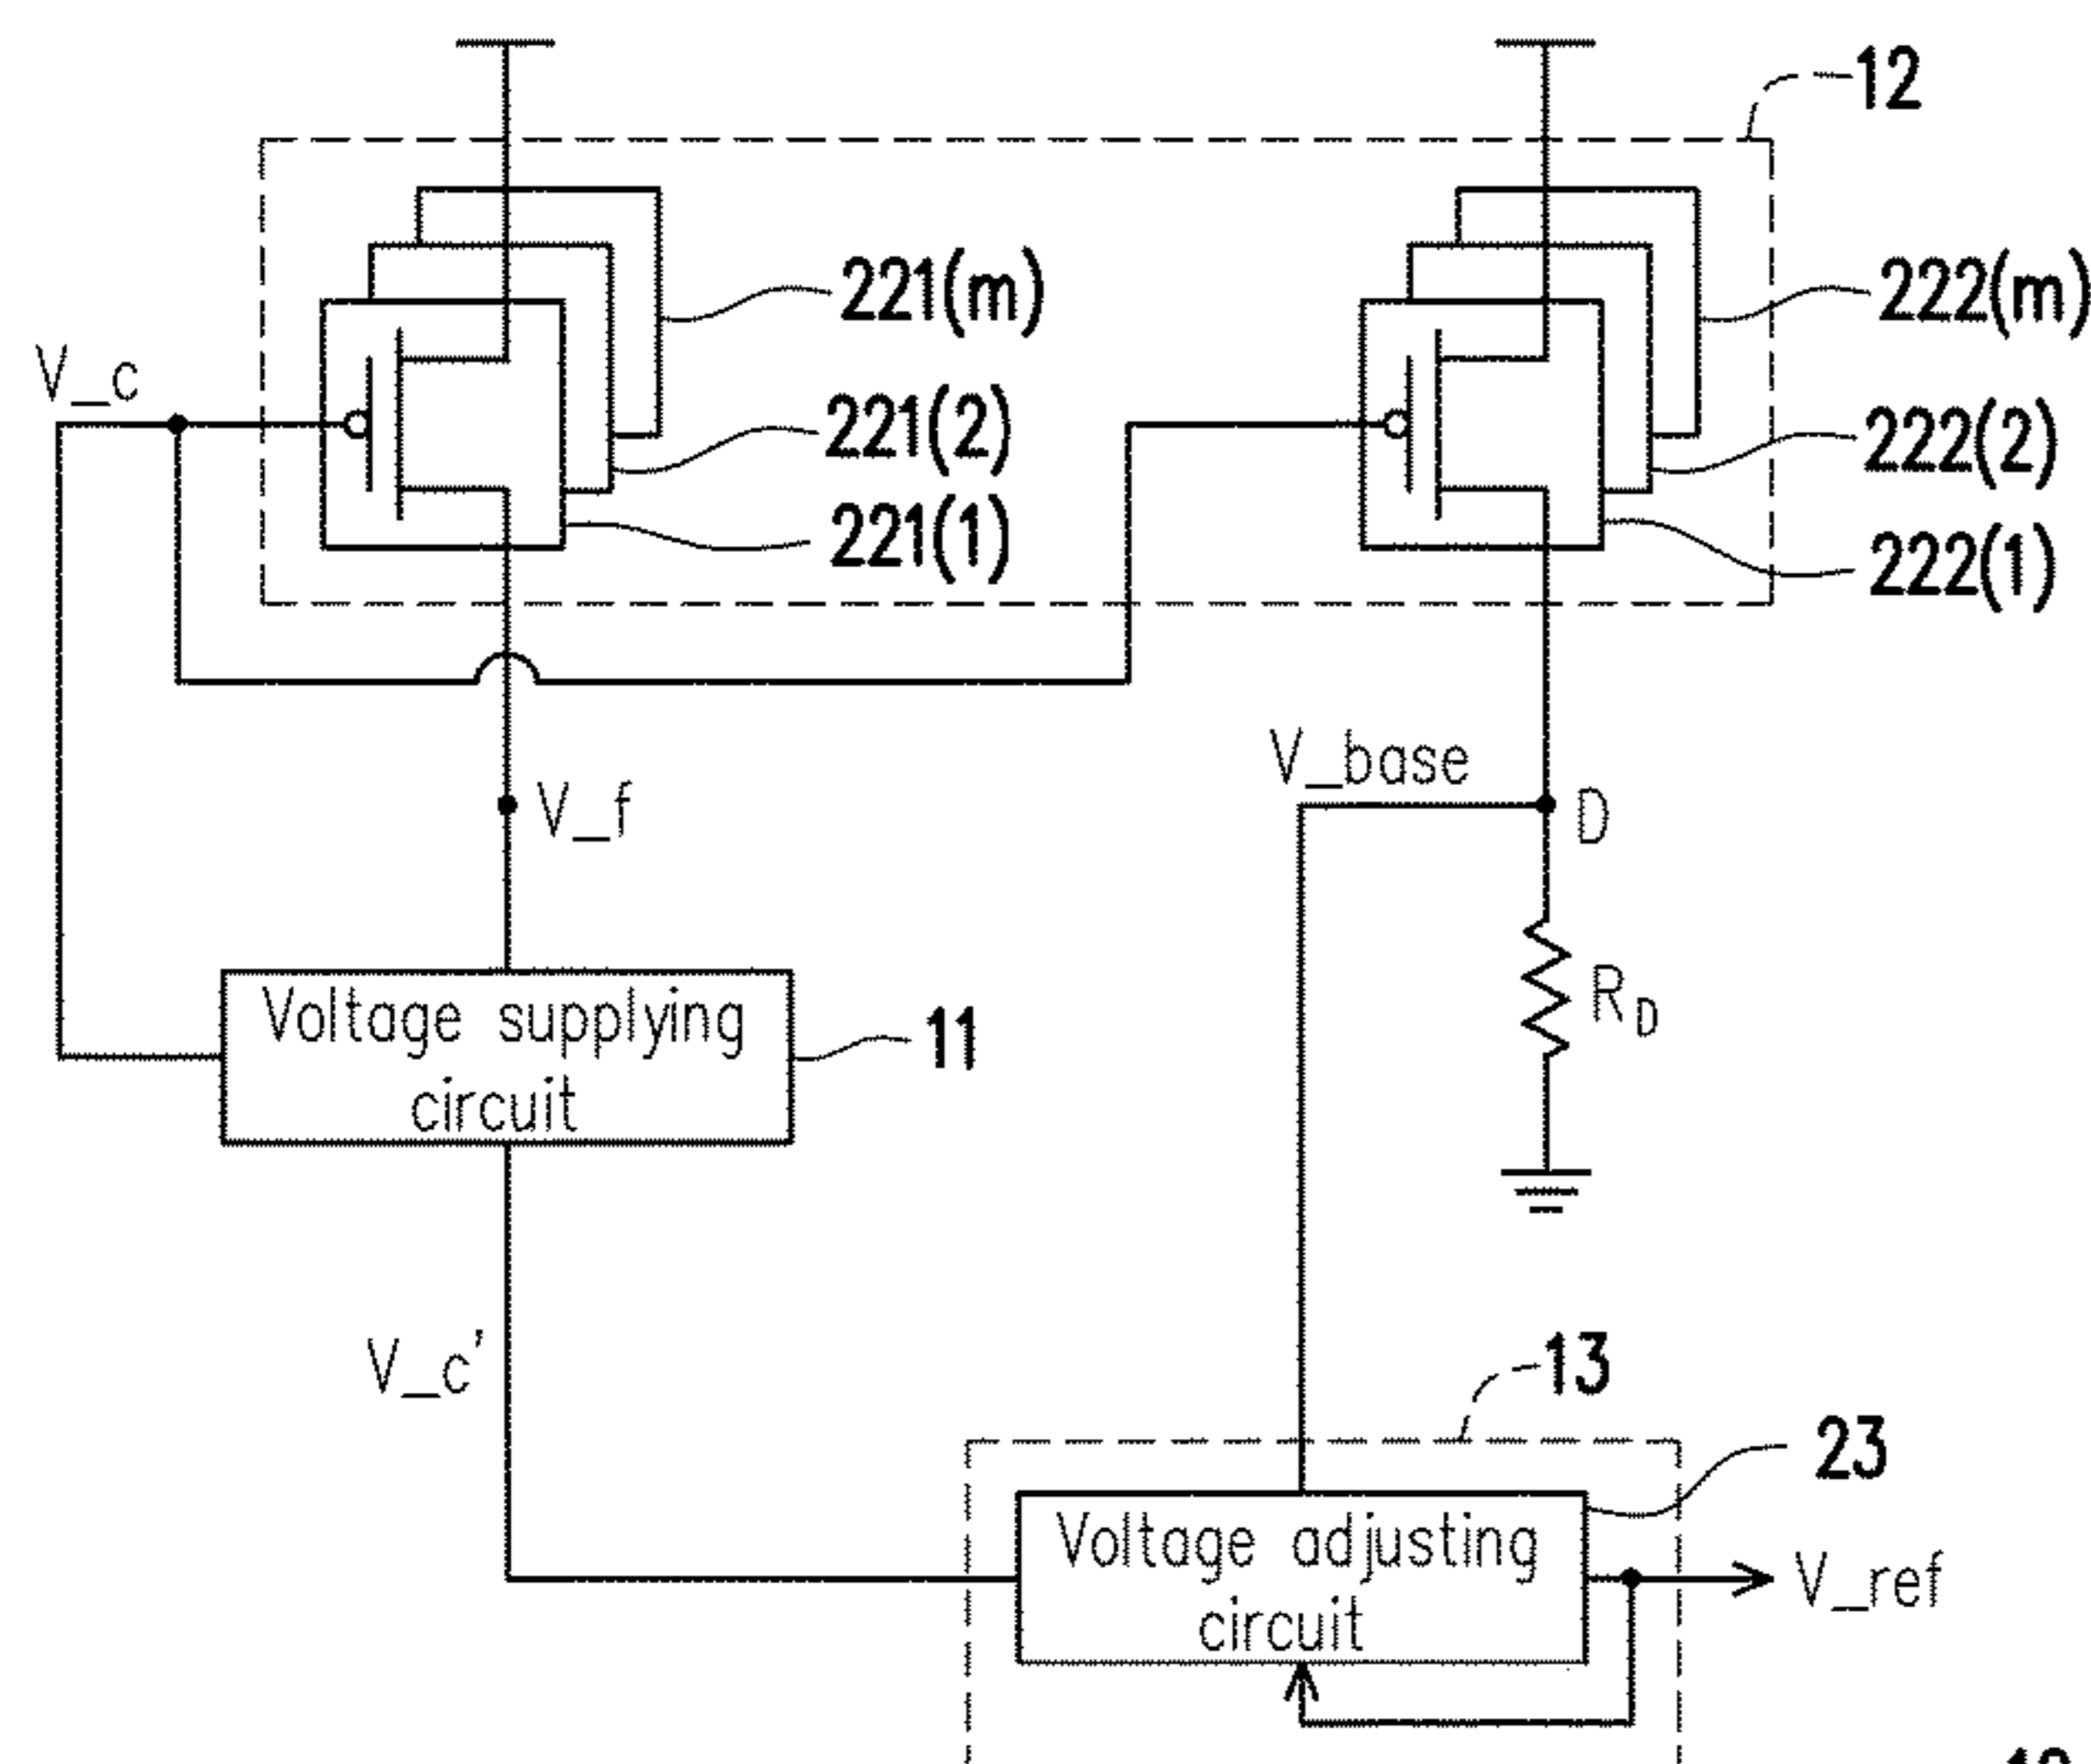 12
221(m)
222(m)
V_c
221(2)
222(2)
221(1)
222(1)
V_base
V_f
D
R_D
Voltage supplying
circuit
11
V_c'
13
23
Voltage adjusting
circuit
V_ref